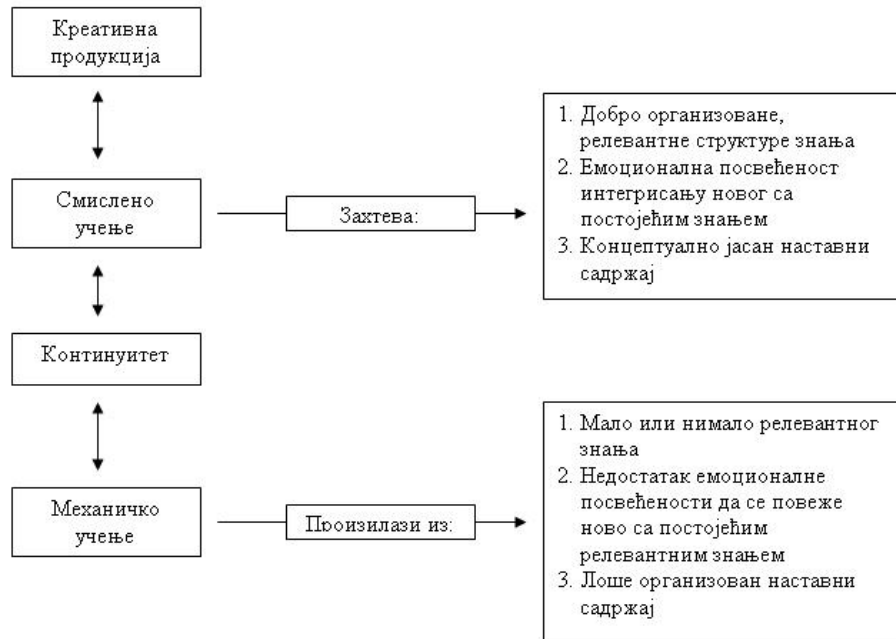 Креативна
продукција
Смислено
учење
Захтева:
1. Добро организоване,
релевантне структуре знања
2. Емоционална посвећеност
интегрисању новог са
постојећим знањем
3. Концептуално јасан наставни
садржај
Континуитет
Механичко
учење
Произилази из:
1. Мало или нимало релевантног
знања
2. Недостатак емоционалне
посвећености да се повеже
ново са постојећим
релевантним знањем
3. Лоше организован наставни
садржај